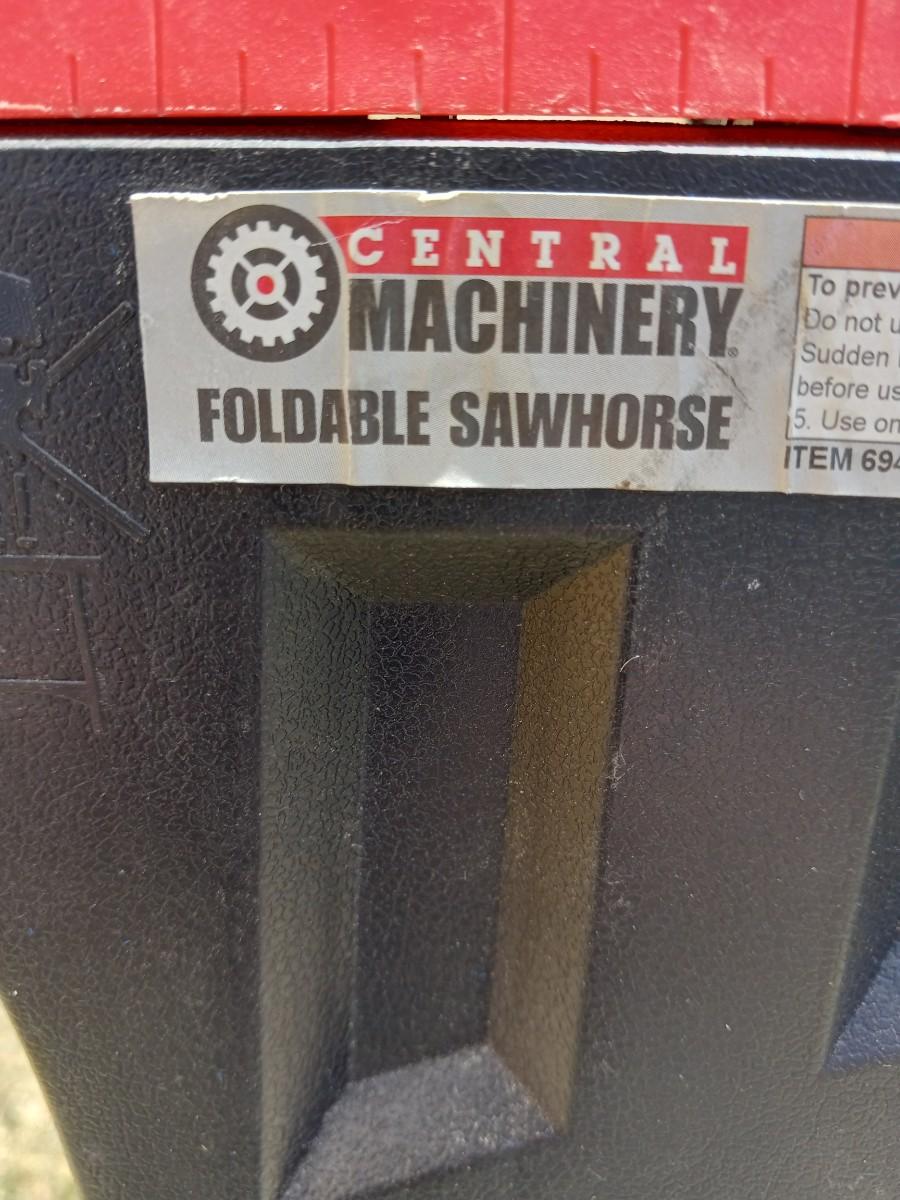 CENTRAL
MACHINERY®
FOLDABLE SAWHORSE
To prev
Do not u
Sudden
before us
5. Use on
ITEM 694